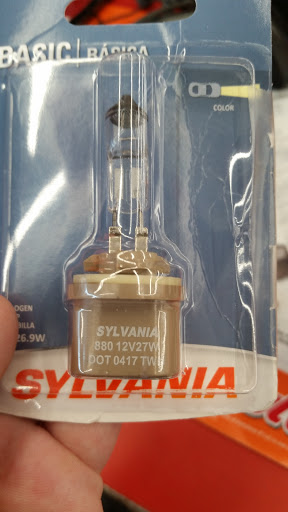 BASIC | BÁSICA
COLOR
SYLVANIA
880 12V27W
DOT 0417 TW
26.9W
SYLVANIA